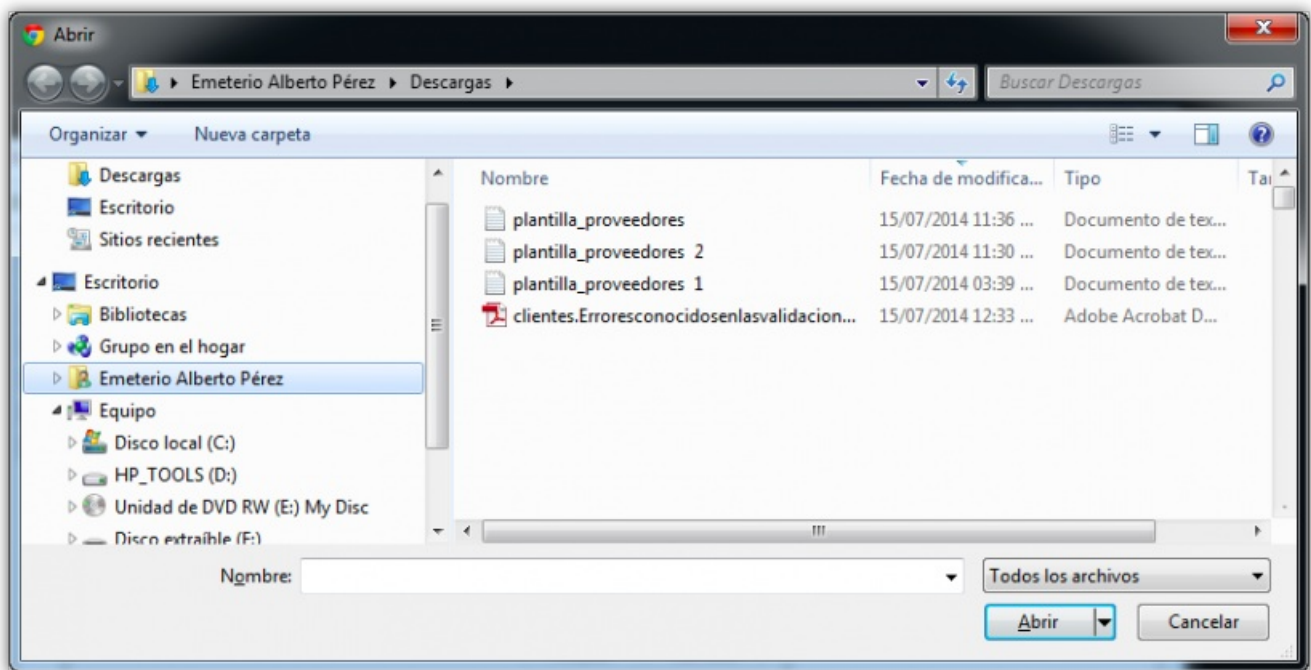 Abrir
Emeterio Alberto Pérez Descargas
Buscar Descargas
Organizar Nueva carpeta
Descargas
Escritorio
Sitios recientes
Escritorio
Bibliotecas
Grupo en el hogar
Emeterio Alberto Pérez
Equipo
Disco local (C:)
HP_TOOLS (D:)
Unidad de DVD RW (E:) My Disc
Disco extraíble (F:)
Nombre Fecha de modifica... Tipo Tar
plantilla_proveedores 15/07/2014 11:36 ... Documento de tex...
plantilla_proveedores 2 15/07/2014 11:30 ... Documento de tex...
plantilla_proveedores 1 15/07/2014 03:39 ... Documento de tex...
clientes.Erroresconocidosenlasvalidacion... 15/07/2014 12:33 ... Adobe Acrobat D...
Nombre: Todos los archivos
Abrir Cancelar